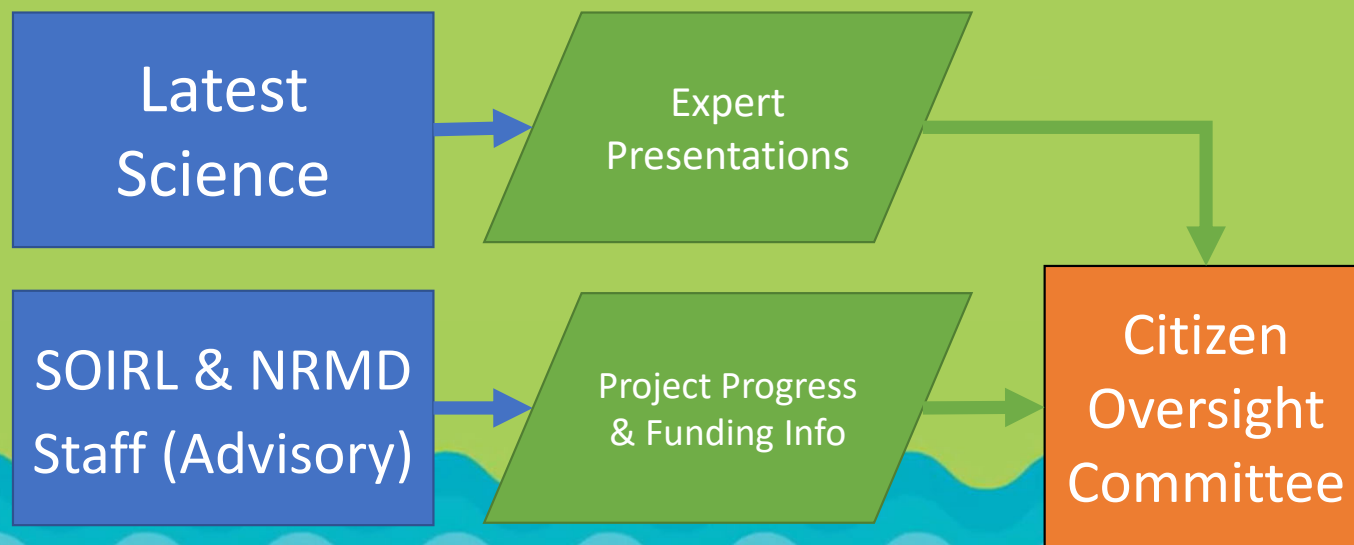 Latest
Science
Expert
Presentations
SOIRL & NRMD
Staff (Advisory)
Project Progress
& Funding Info
Citizen
Oversight
Committee